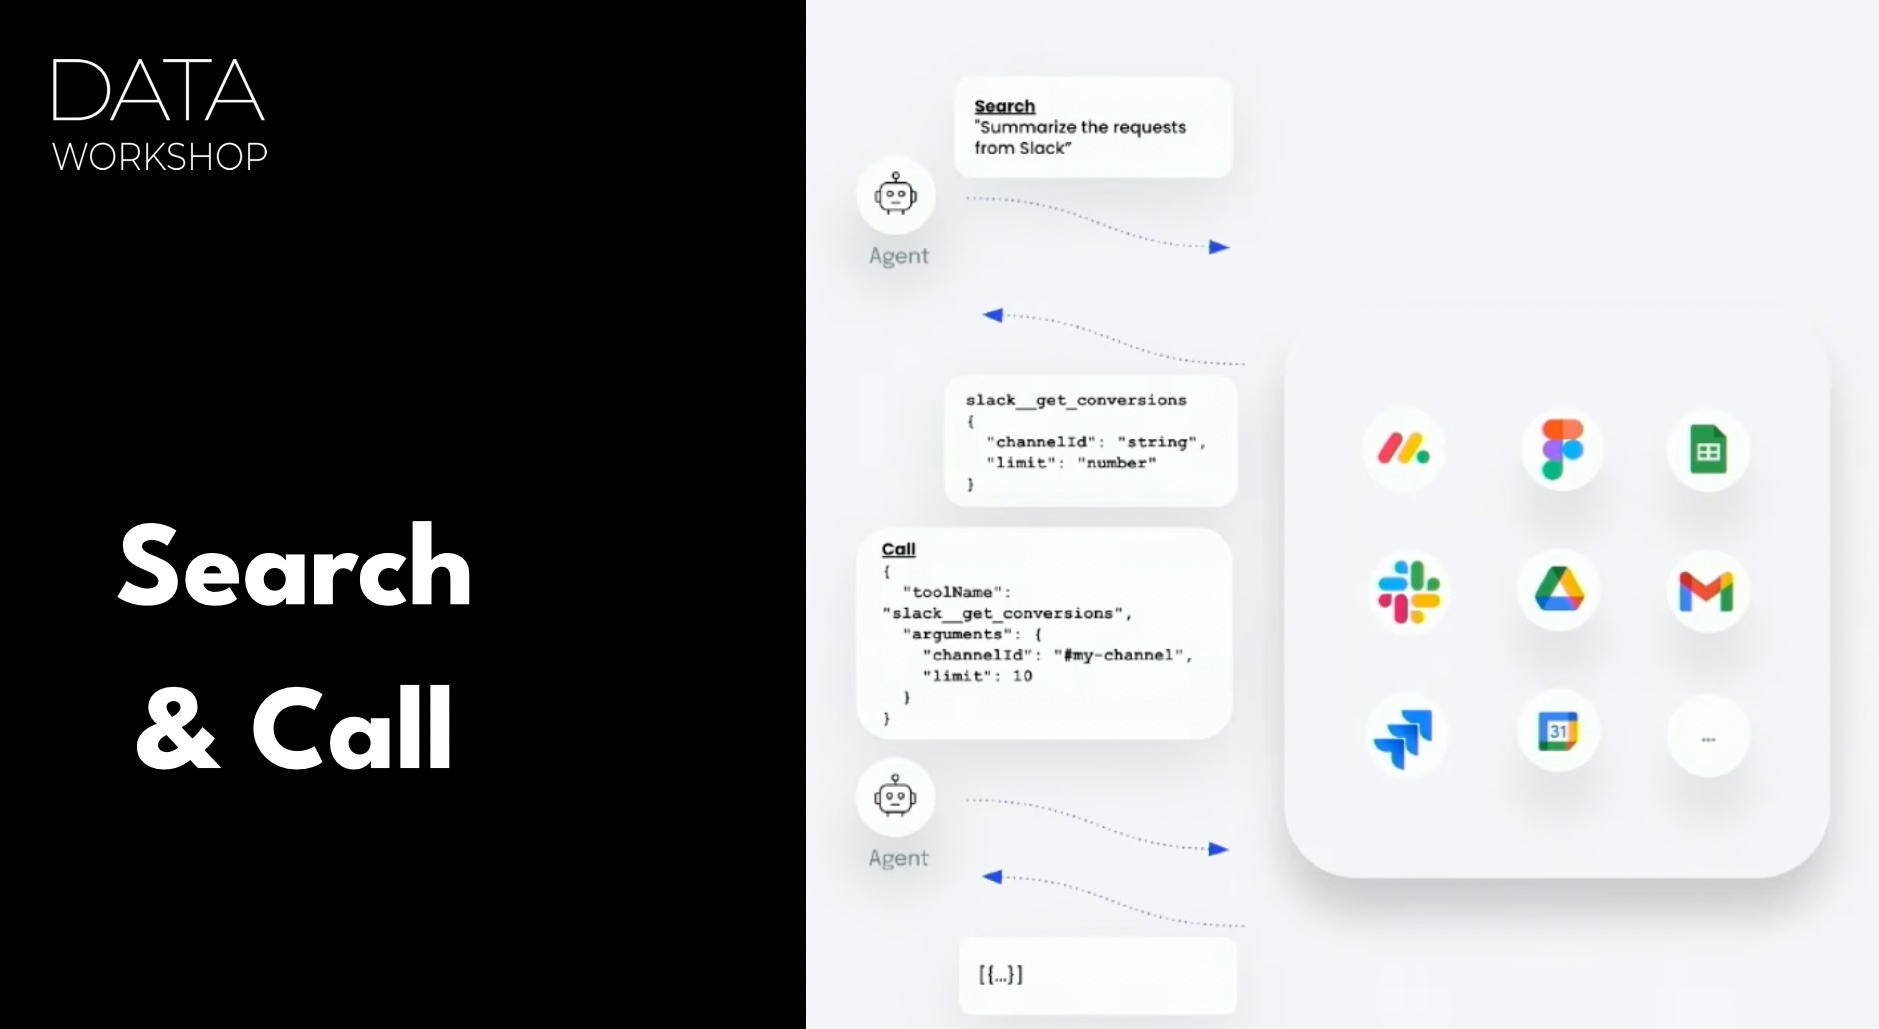 DATA
WORKSHOP
Search
& Call
Search
"Summarize the requests
from Slack"
Agent
slack__get_conversions
{
"channelId": "string",
"limit": "number"
}
Call
{
"toolName":
"slack__get_conversions",
"arguments": {
"channelId": "#my-channel",
"limit": 10
}
}
Agent
[{...}]
31
...